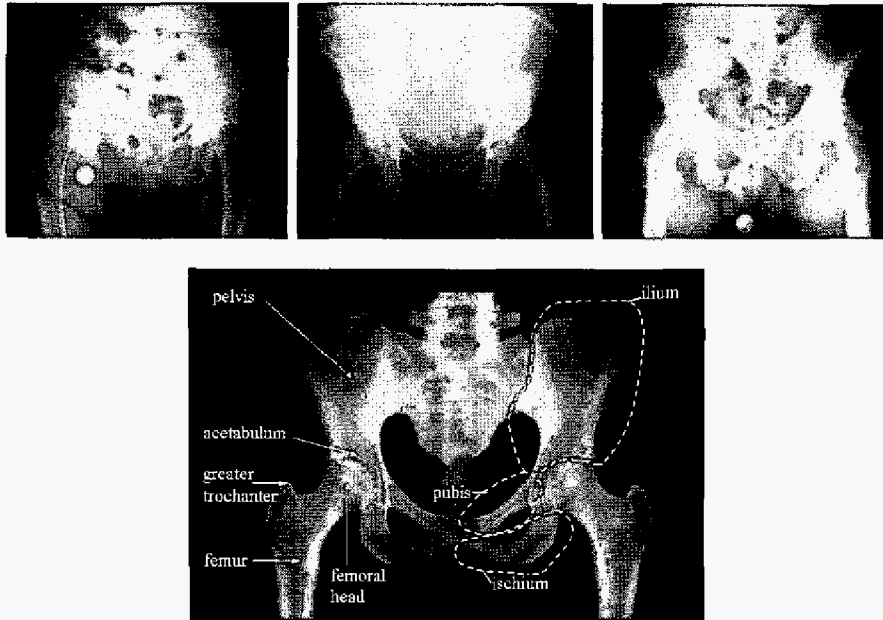 pelvis
ilium
acetabulum
greater
trochanter
pubis
femur
femoral
head
ischium